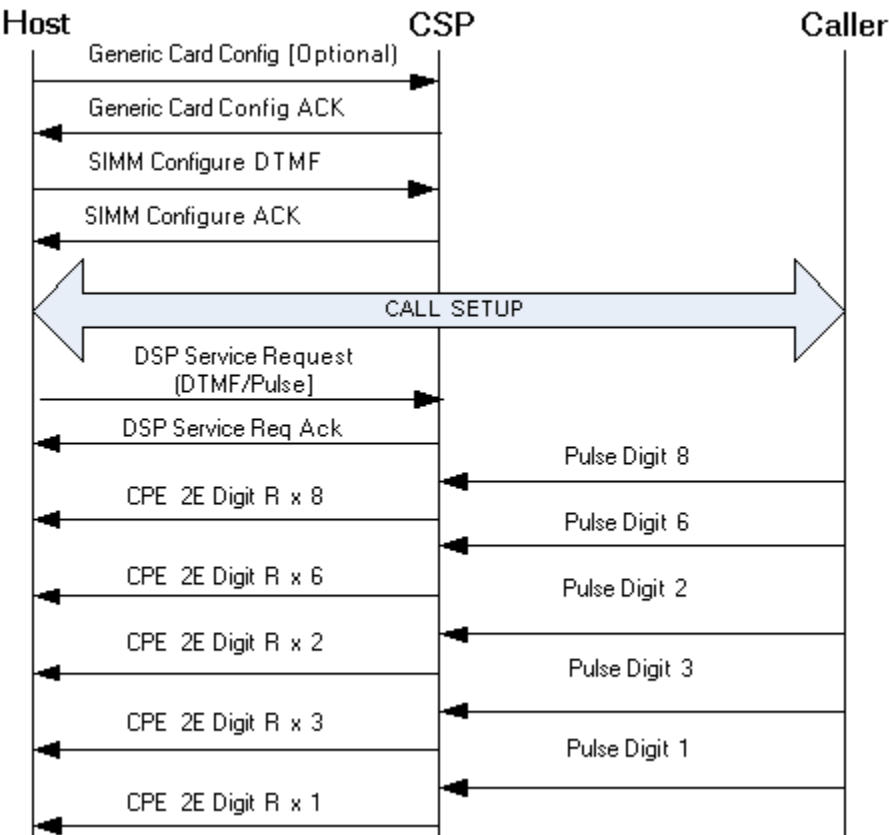 Host
CSP
Caller
Generic Card Config [Optional)
Generic Card Config ACK
SIMM Configure DTMF
SIMM Configure ACK
CALL SETUP
DSP Service Request
(DTMF/Pulse]
DSP Service Req Ack
Pulse Digit 8
CPE 2E Digit R x 8
Pulse Digit 6
CPE 2E Digit R x 6
Pulse Digit 2
CPE 2E Digit R x 2
Pulse Digit 3
CPE 2E Digit R x 3
Pulse Digit 1
CPE 2E Digit R x 1